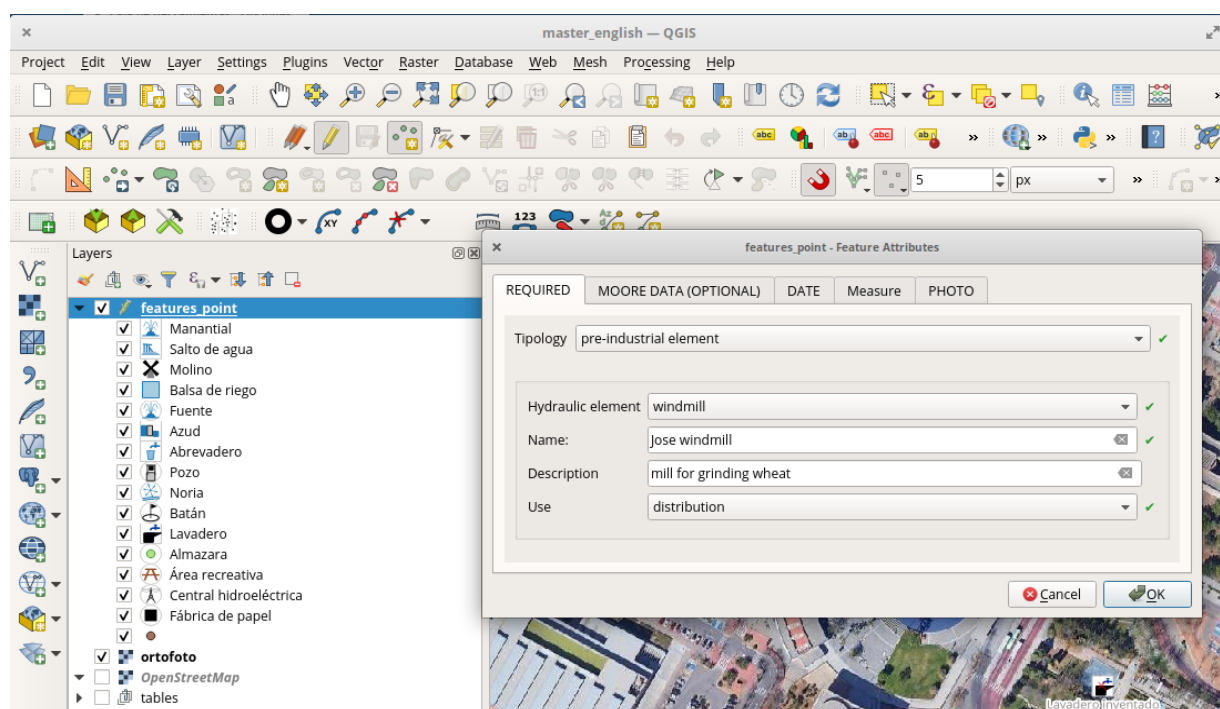 master_english — QGIS
Project Edit View Layer Settings Plugins Vector Raster Database Web Mesh Processing Help
5 px
123
Layers
features_point
Manantial
Salto de agua
Molino
Balsa de riego
Fuente
Azud
Abrevadero
Pozo
Noria
Batán
Lavadero
Almazara
Área recreativa
Central hidroeléctrica
Fábrica de papel
ortofoto
OpenStreetMap
tables
features_point - Feature Attributes
REQUIRED MOORE DATA (OPTIONAL) DATE Measure PHOTO
Tipology pre-industrial element
Hydraulic element windmill
Name: Jose windmill
Description mill for grinding wheat
Use distribution
Cancel OK
Lavadero inventado